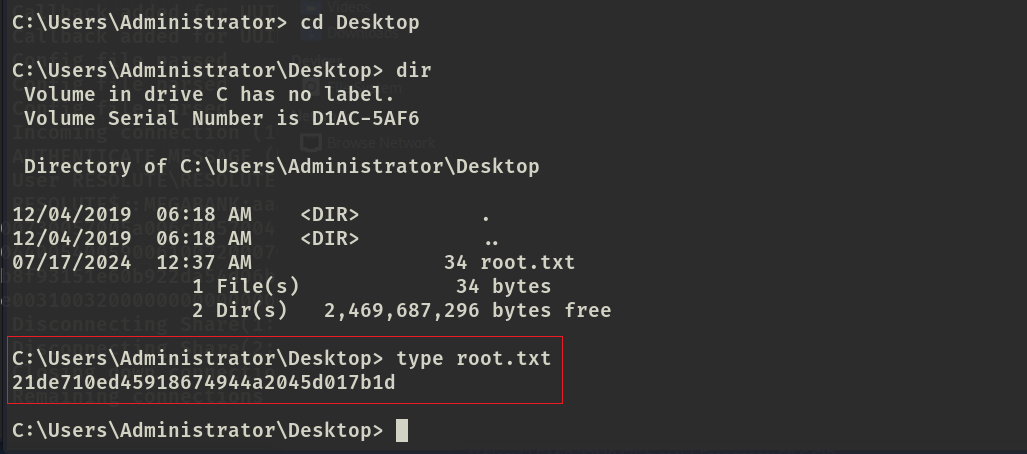 C:\Users\Administrator> cd Desktop
C:\Users\Administrator\Desktop> dir
 Volume in drive C has no label.
 Volume Serial Number is D1AC-5AF6
 Directory of C:\Users\Administrator\Desktop
12/04/2019  06:18 AM    <DIR>          .
12/04/2019  06:18 AM    <DIR>          ..
07/17/2024  12:37 AM                34 root.txt
               1 File(s)             34 bytes
               2 Dir(s)   2,469,687,296 bytes free
C:\Users\Administrator\Desktop> type root.txt
21de710ed45918674944a2045d017b1d
C:\Users\Administrator\Desktop>